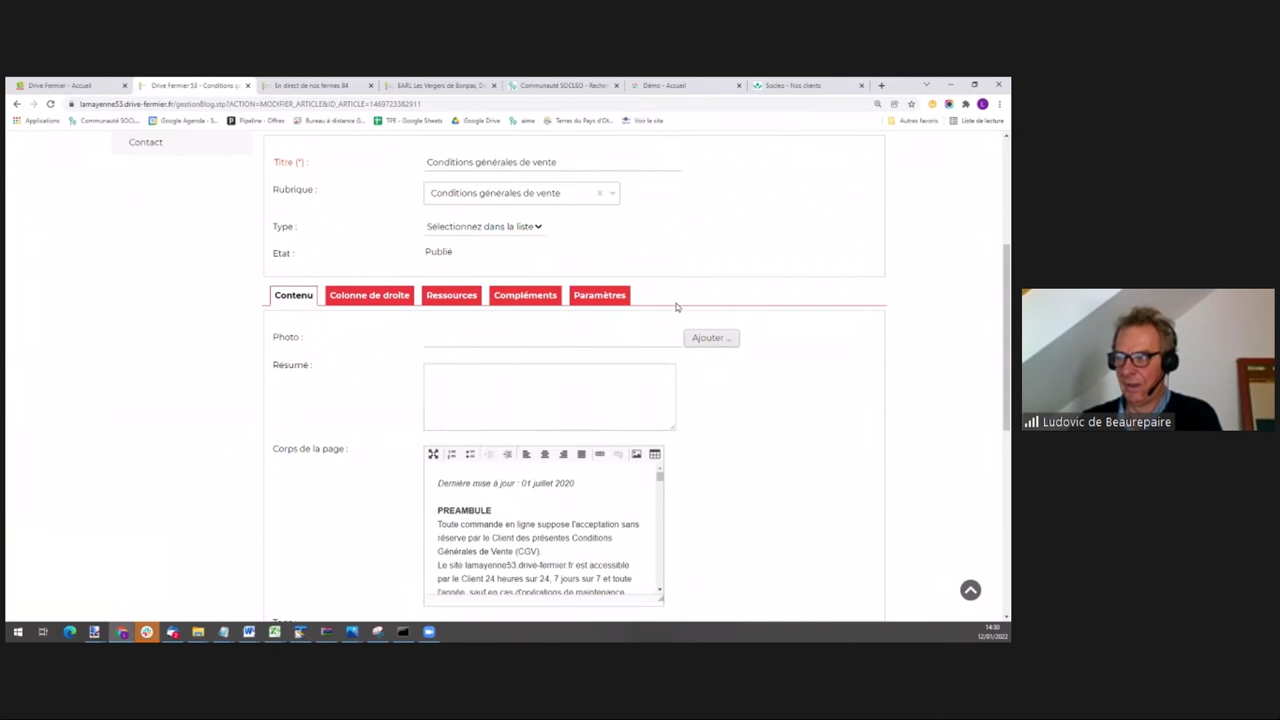 Drive Fermier - Accueil
Drive Fermier 53 - Conditions g
En direct de nos fermes 84
EARL Les Vergers de Bonpas, D
Communauté SOCLEO - Reche
Démo - Accueil
Socleo - Nos clients
lamayenne53.drive-fermier.fr/gestionBlog.stp?ACTION=MODIFIER_ARTICLE&ID_ARTICLE=1469723382911
Applications
Communauté SOCL...
Google Agenda - S...
Pipeline - Offres
Bureau à distance G...
TPE - Google Sheets
Google Drive
aime
Terres du Pays d'Ot...
Voir le site
Autres favoris
Liste de lecture
Contact
Titre (*) :
Conditions générales de vente
Rubrique :
Conditions générales de vente
Type :
Sélectionnez dans la liste
Etat :
Publié
Contenu
Colonne de droite
Ressources
Compléments
Paramètres
Photo :
Ajouter ...
Résumé :
Corps de la page :
Dernière mise à jour : 01 juillet 2020
PREAMBULE
Toute commande en ligne suppose l'acceptation sans
réserve par le Client des présentes Conditions
Générales de Vente (CGV).
Le site lamayenne53.drive-fermier.fr est accessible
par le Client 24 heures sur 24, 7 jours sur 7 et toute
l'année, sauf en cas d'opérations de maintenance
Ludovic de Beaurepaire
14:30
12/01/2022